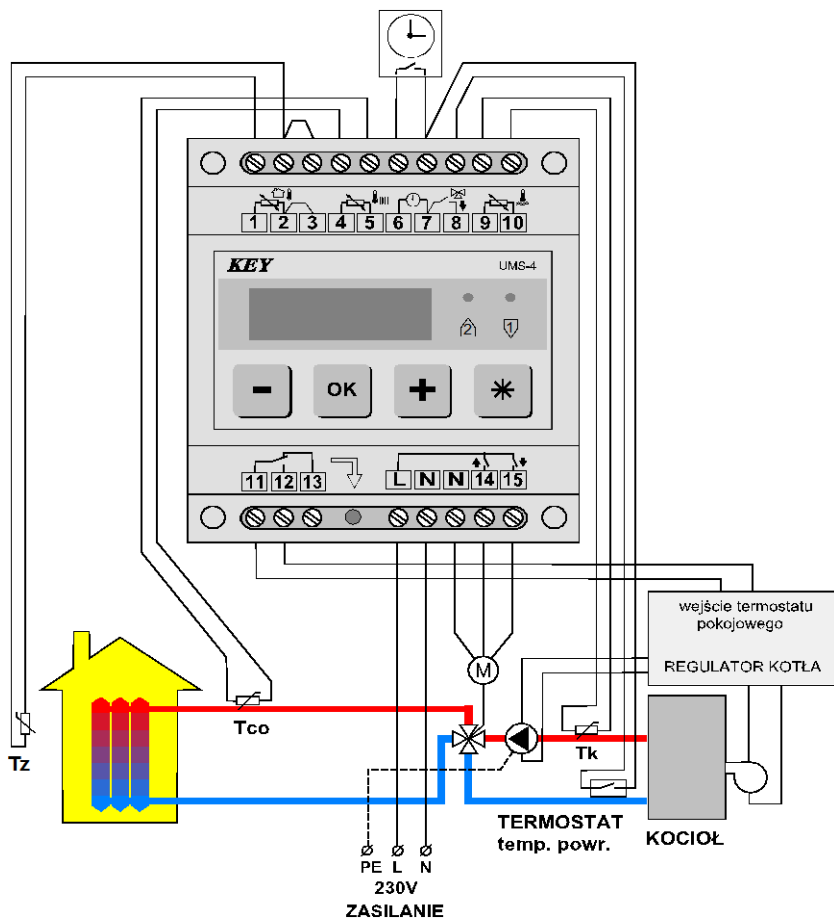 1 2 3 4 5 6 7 8 9 10
KEY
UMS-4
2 1
- OK + *
11 12 13 L N N 14 15
wejście termostatu
pokojowego
REGULATOR KOTŁA
M
Tco
Tz
Tk
TERMOSTAT
temp. powr.
KOCIOŁ
PE L N
230V
ZASILANIE